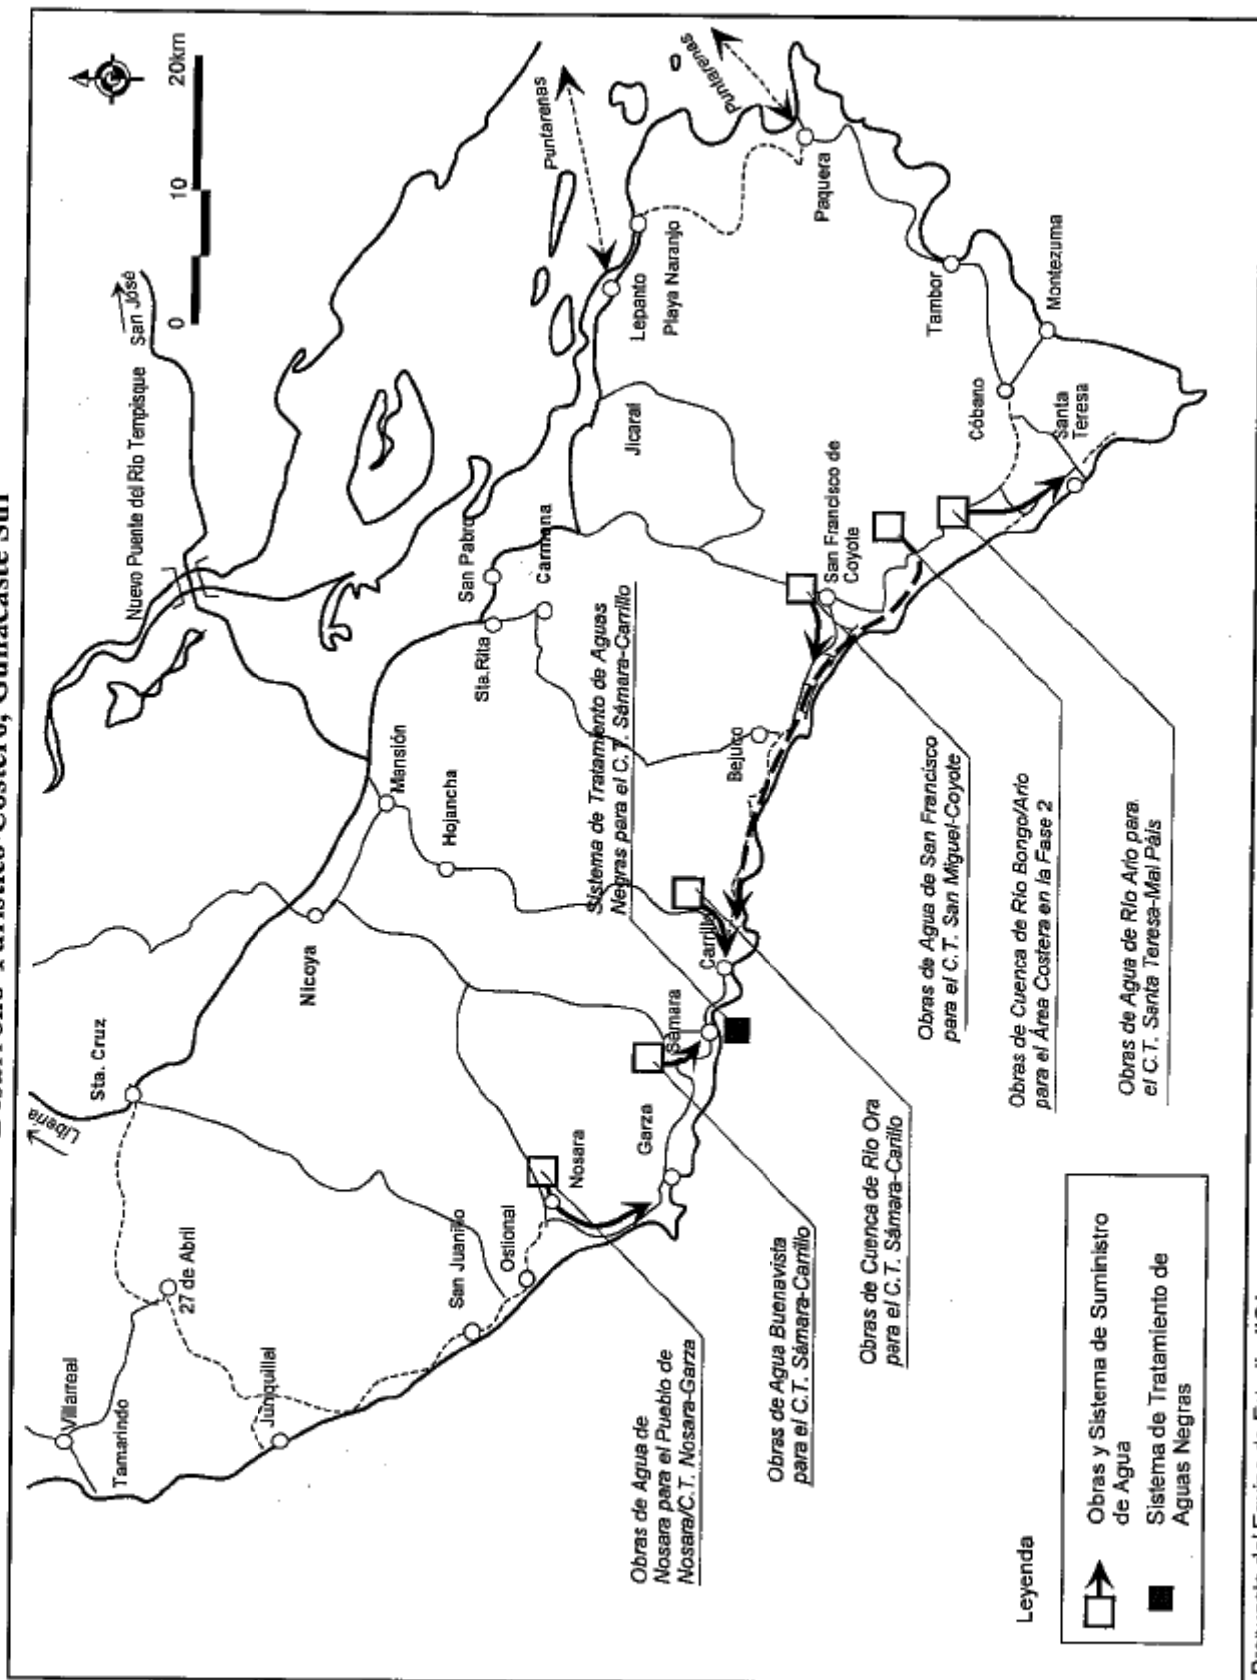 Turístico Costero, Guanacaste Sur
20km
10
0
San José
Nuevo Puente del Río Tempisque
Puntarenas
Puntarenas
Liberia
Sta. Cruz
Villarreal
Tamarindo
27 de Abril
Junquillal
San Juanillo
Ostional
Nosara
Garza
Sámara
Carrillo
Nicoya
Mansión
Hojancha
Sta.Rita
San Pabro
Carmana
Bejuco
Jicaral
Lepanto
Playa Naranjo
Paquera
Tambor
Montezuma
Cóbano
Santa
Teresa
San Francisco de
Coyote
Sistema de Tratamiento de Aguas
Negras para el C.T. Sámara-Carrillo
Obras de Agua de
Nosara para el Pueblo de
Nosara/C.T. Nosara-Garza
Obras de Agua Buenavista
para el C.T. Sámara-Carrillo
Obras de Cuenca de Río Ora
para el C.T. Sámara-Carillo
Obras de Agua de San Francisco
para el C.T. San Miguel-Coyote
Obras de Cuenca de Río Bongo/Ario
para el Área Costera en la Fase 2
Obras de Agua de Río Ario para
el C.T. Santa Teresa-Mal País
Leyenda
Obras y Sistema de Suministro
de Agua
Sistema de Tratamiento de
Aguas Negras